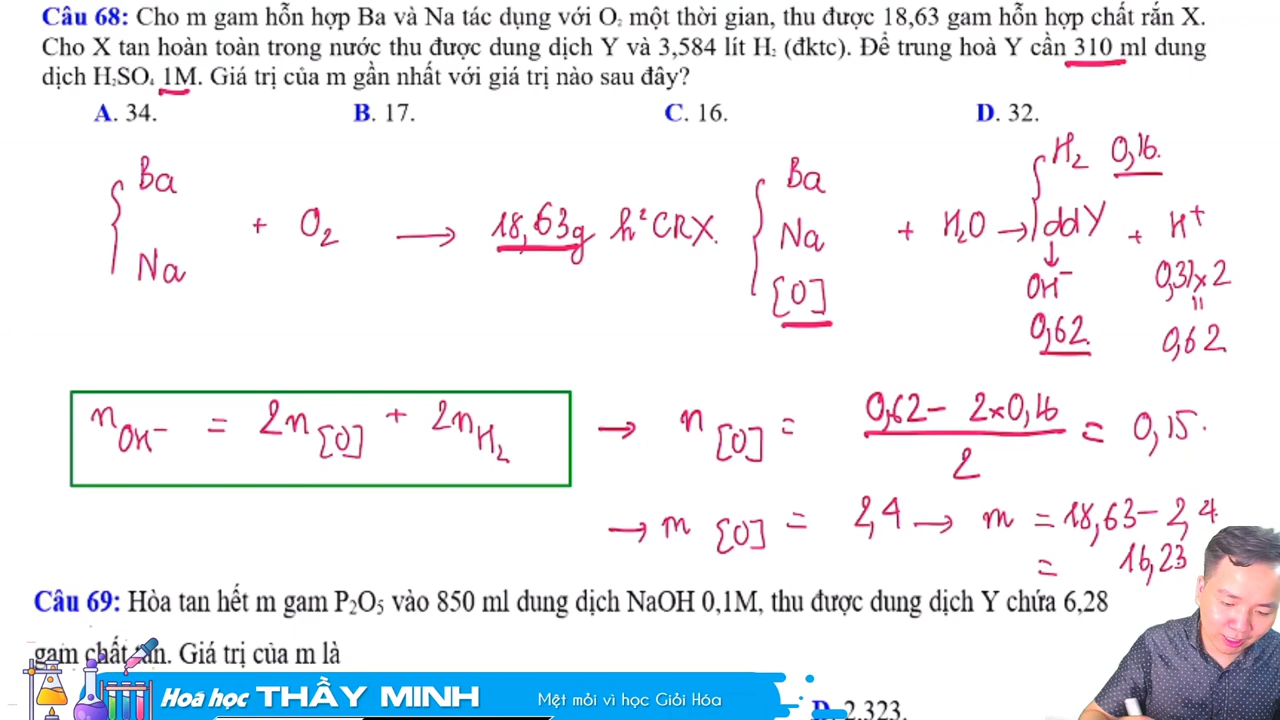 Câu 68: Cho m gam hỗn hợp Ba và Na tác dụng với O₂ một thời gian, thu được 18,63 gam hỗn hợp chất rắn X.
Cho X tan hoàn toàn trong nước thu được dung dịch Y và 3,584 lít H₂ (đktc). Để trung hoà Y cần 310 ml dung
dịch H₂SO₄ 1M. Giá trị của m gần nhất với giá trị nào sau đây?
A. 34. B. 17. C. 16. D. 32.
Ba
Na
+ O₂ → 18,63g h² CRX.
Ba
Na
[O]
+ H₂O →
H₂ 0,16.
ddY + H⁺
↓
OH⁻ 0,31×2
=
0,62. 0,62
n OH⁻ = 2n [O] + 2n H₂ → n [O] = (0,62 - 2×0,16) / 2 = 0,15.
→ m [O] = 2,4 → m = 18,63 - 2,4
= 16,23
Câu 69: Hòa tan hết m gam P₂O₅ vào 850 ml dung dịch NaOH 0,1M, thu được dung dịch Y chứa 6,28
gam chất tan. Giá trị của m là
Hoá học THẦY MINH Mệt mỏi vì học Giỏi Hóa
D. 2,323.